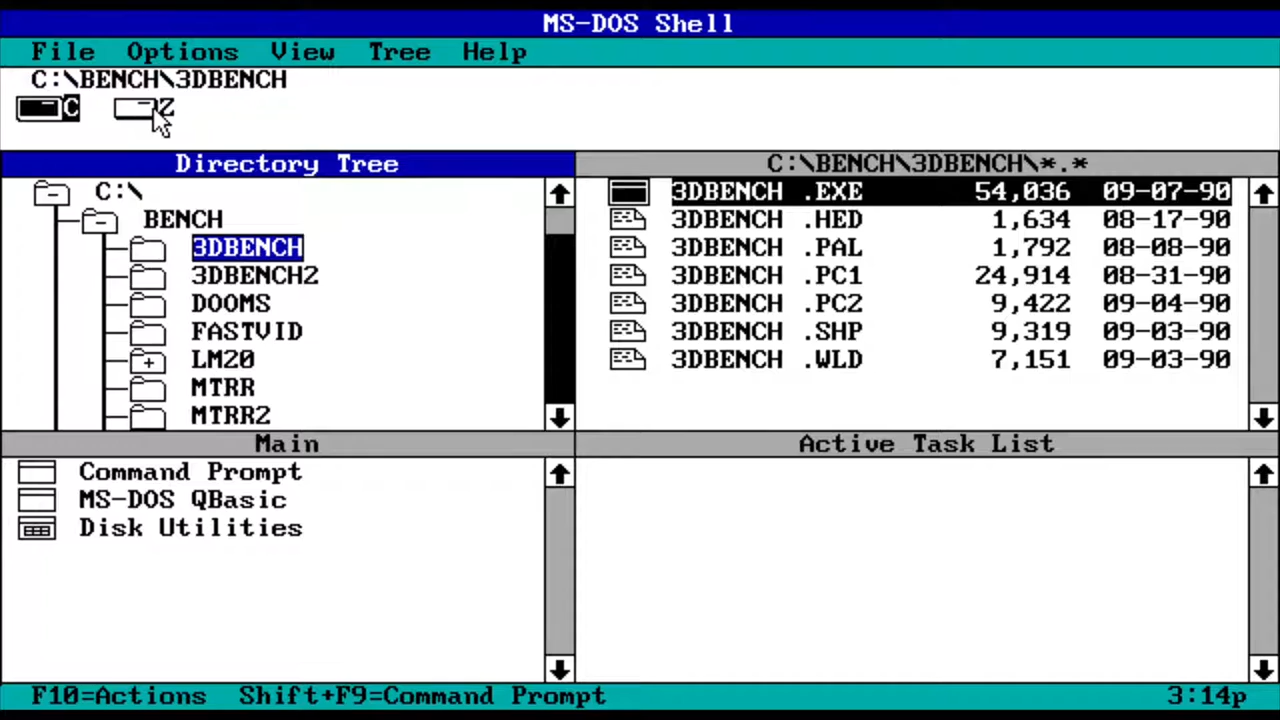 MS-DOS Shell
File Options View Tree Help
C:\BENCH\3DBENCH
C Z
Directory Tree
C:\
BENCH
3DBENCH
3DBENCH2
DOOMS
FASTVID
LM20
MTRR
MTRR2
C:\BENCH\3DBENCH\*.*
3DBENCH .EXE 54,036 09-07-90
3DBENCH .HED 1,634 08-17-90
3DBENCH .PAL 1,792 08-08-90
3DBENCH .PC1 24,914 08-31-90
3DBENCH .PC2 9,422 09-04-90
3DBENCH .SHP 9,319 09-03-90
3DBENCH .WLD 7,151 09-03-90
Main
Command Prompt
MS-DOS QBasic
Disk Utilities
Active Task List
F10=Actions Shift+F9=Command Prompt 3:14p